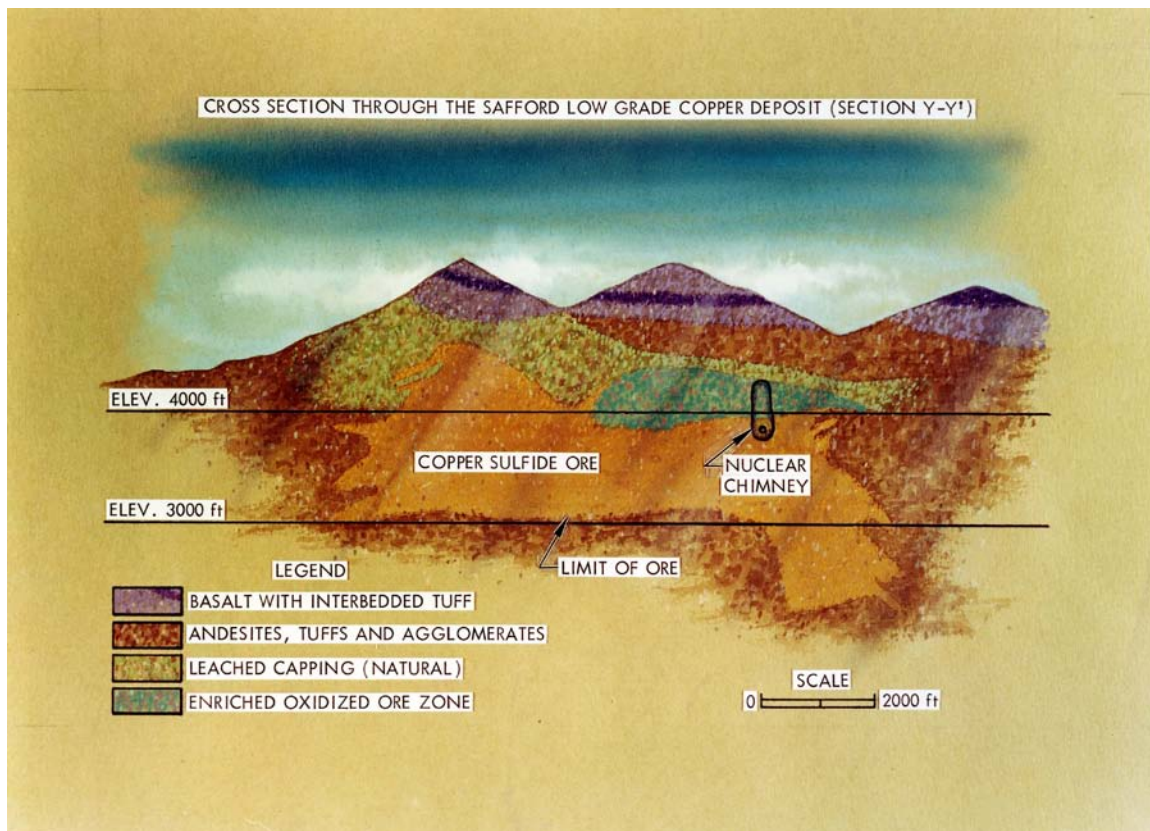 CROSS SECTION THROUGH THE SAFFORD LOW GRADE COPPER DEPOSIT (SECTION Y-Y')
ELEV. 4000 ft
COPPER SULFIDE ORE
NUCLEAR
CHIMNEY
ELEV. 3000 ft
LIMIT OF ORE
LEGEND
BASALT WITH INTERBEDDED TUFF
ANDESITES, TUFFS AND AGGLOMERATES
LEACHED CAPPING (NATURAL)
ENRICHED OXIDIZED ORE ZONE
SCALE
0 2000 ft